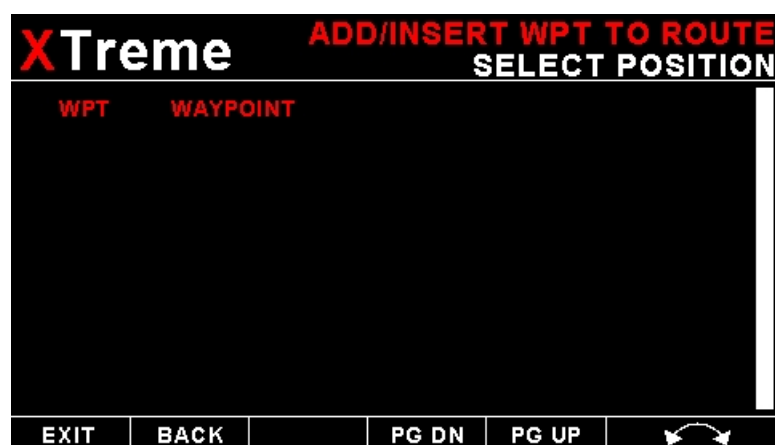 XTreme
ADD/INSERT WPT TO ROUTE
SELECT POSITION
WPT WAYPOINT
EXIT BACK PG DN PG UP